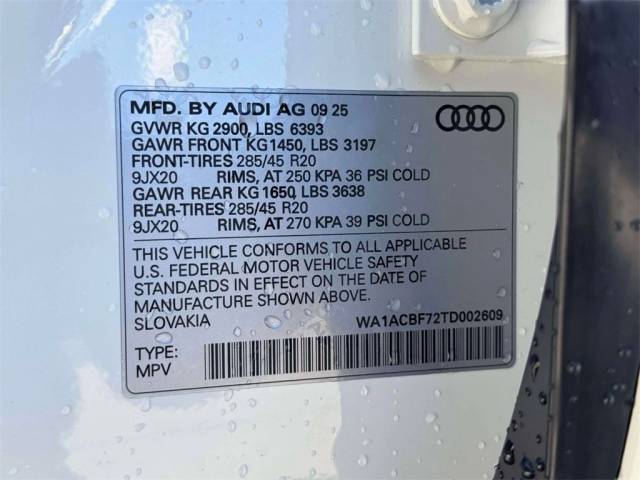 MFD. BY AUDI AG 09 25
GVWR KG 2900, LBS 6393
GAWR FRONT KG 1450, LBS 3197
FRONT-TIRES 285/45 R20
9JX20 RIMS, AT 250 KPA 36 PSI COLD
GAWR REAR KG 1650, LBS 3638
REAR-TIRES 285/45 R20
9JX20 RIMS, AT 270 KPA 39 PSI COLD
THIS VEHICLE CONFORMS TO ALL APPLICABLE
U.S. FEDERAL MOTOR VEHICLE SAFETY
STANDARDS IN EFFECT ON THE DATE OF
MANUFACTURE SHOWN ABOVE.
SLOVAKIA WA1ACBF72TD002609
TYPE:
MPV